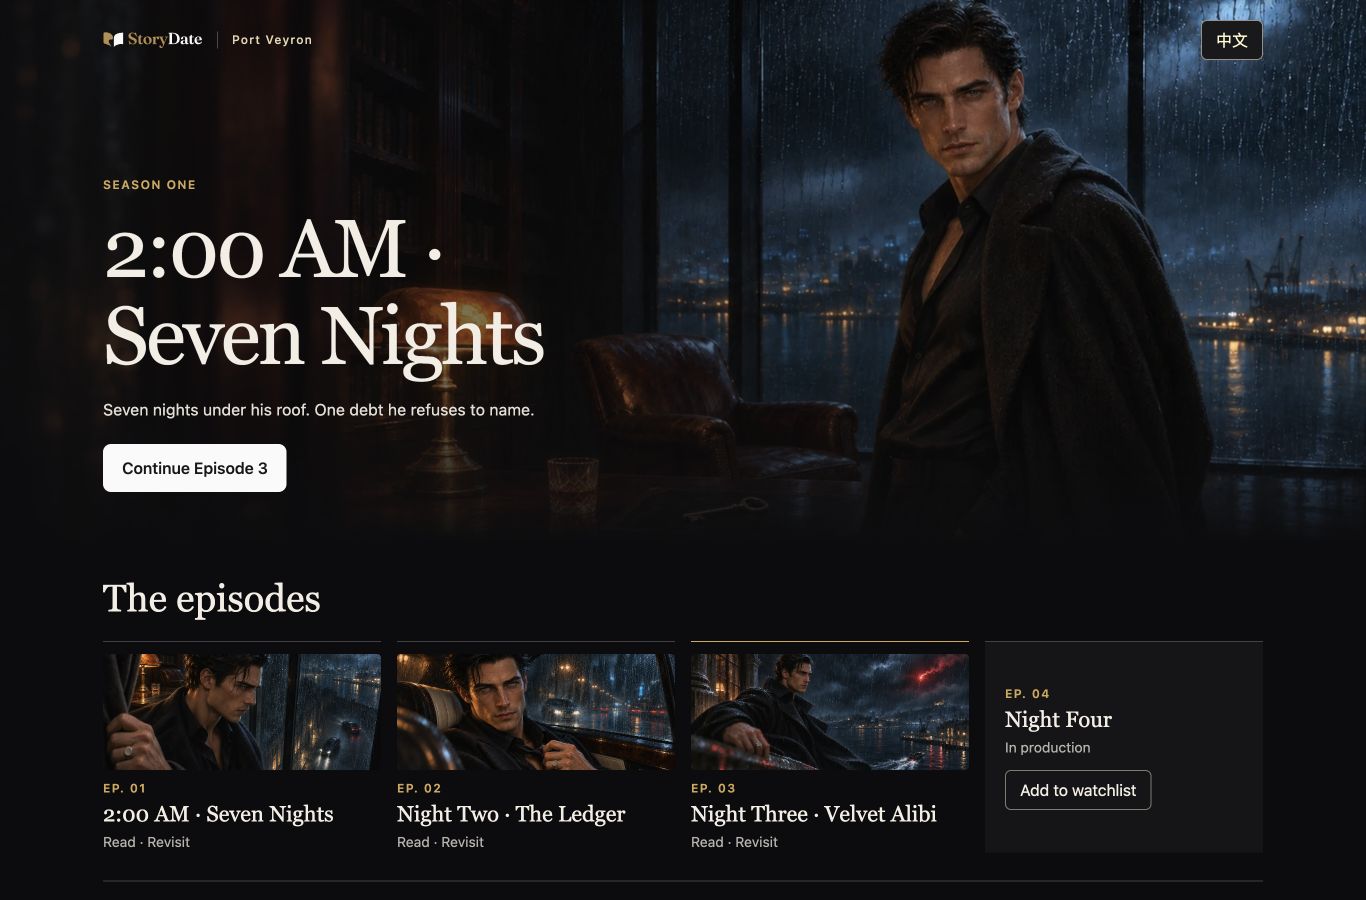 StoryDate
Port Veyron
中文
SEASON ONE
2:00 AM ·
Seven Nights
Seven nights under his roof. One debt he refuses to name.
Continue Episode 3
The episodes
EP. 01
2:00 AM · Seven Nights
Read · Revisit
EP. 02
Night Two · The Ledger
Read · Revisit
EP. 03
Night Three · Velvet Alibi
Read · Revisit
EP. 04
Night Four
In production
Add to watchlist